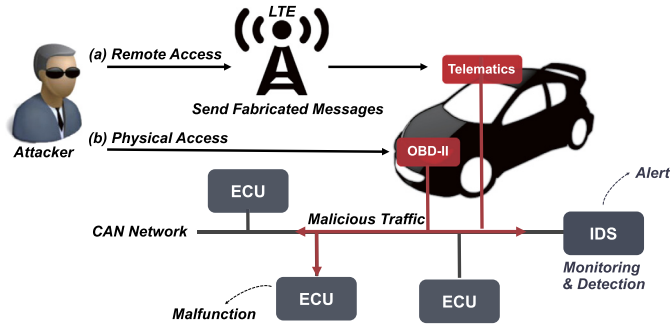 LTE
(a) Remote Access
Telematics
Send Fabricated Messages
(b) Physical Access
Attacker
OBD-II
ECU
Alert
Malicious Traffic
CAN Network
IDS
Monitoring
& Detection
ECU
ECU
Malfunction